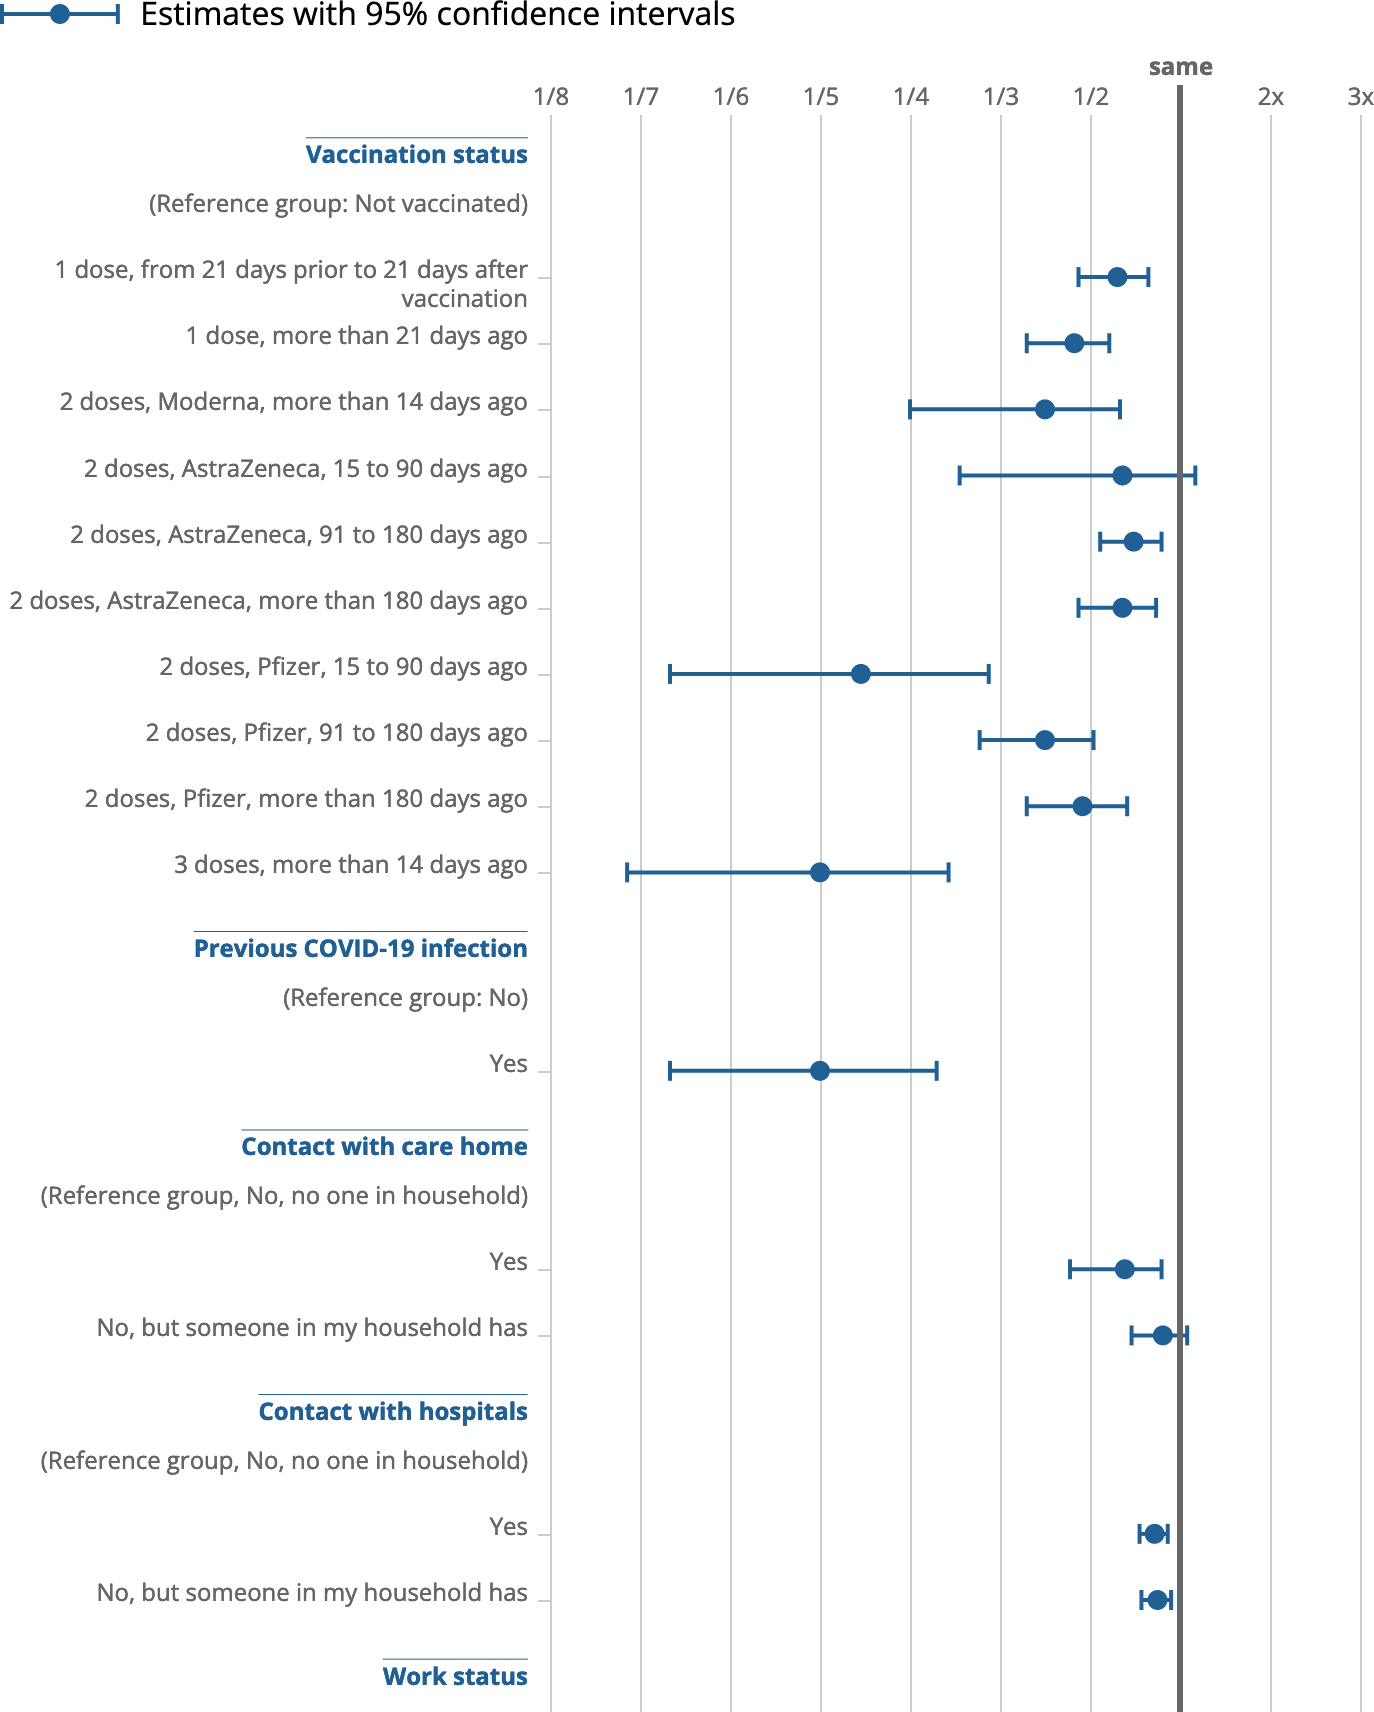 Estimates with 95% confidence intervals
same
1/8 1/7 1/6 1/5 1/4 1/3 1/2 2x 3x
Vaccination status
(Reference group: Not vaccinated)
1 dose, from 21 days prior to 21 days after
vaccination
1 dose, more than 21 days ago
2 doses, Moderna, more than 14 days ago
2 doses, AstraZeneca, 15 to 90 days ago
2 doses, AstraZeneca, 91 to 180 days ago
2 doses, AstraZeneca, more than 180 days ago
2 doses, Pfizer, 15 to 90 days ago
2 doses, Pfizer, 91 to 180 days ago
2 doses, Pfizer, more than 180 days ago
3 doses, more than 14 days ago
Previous COVID-19 infection
(Reference group: No)
Yes
Contact with care home
(Reference group, No, no one in household)
Yes
No, but someone in my household has
Contact with hospitals
(Reference group, No, no one in household)
Yes
No, but someone in my household has
Work status